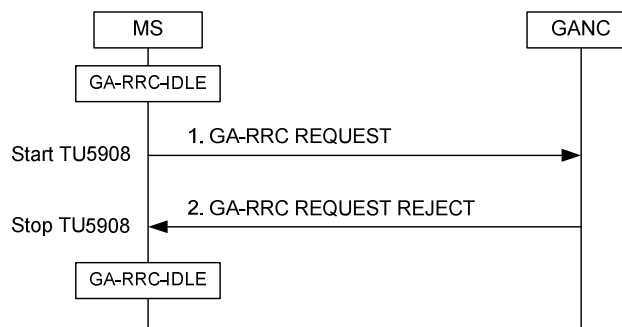 MS
GANC
GA-RRC-IDLE
1. GA-RRC REQUEST
Start TU5908
2. GA-RRC REQUEST REJECT
Stop TU5908
GA-RRC-IDLE